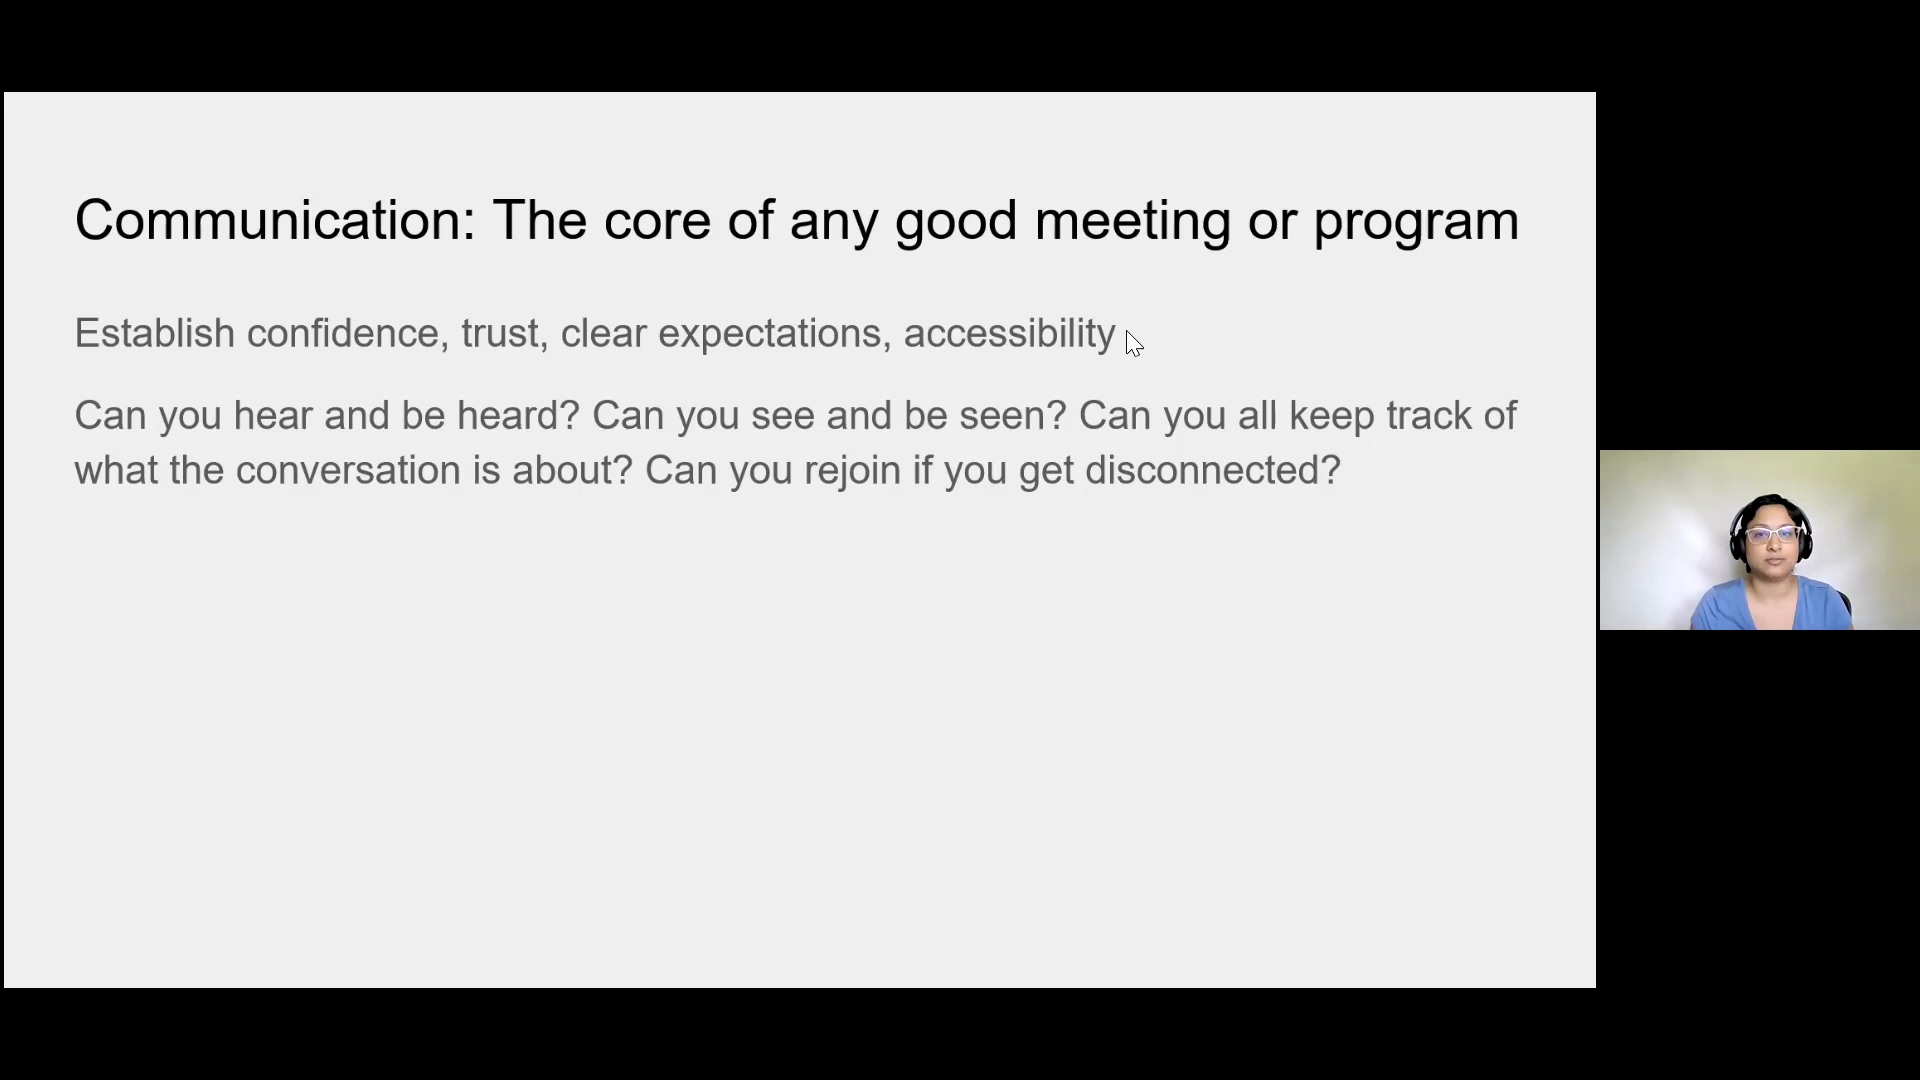 Communication: The core of any good meeting or program
Establish confidence, trust, clear expectations, accessibility
Can you hear and be heard? Can you see and be seen? Can you all keep track of
what the conversation is about? Can you rejoin if you get disconnected?